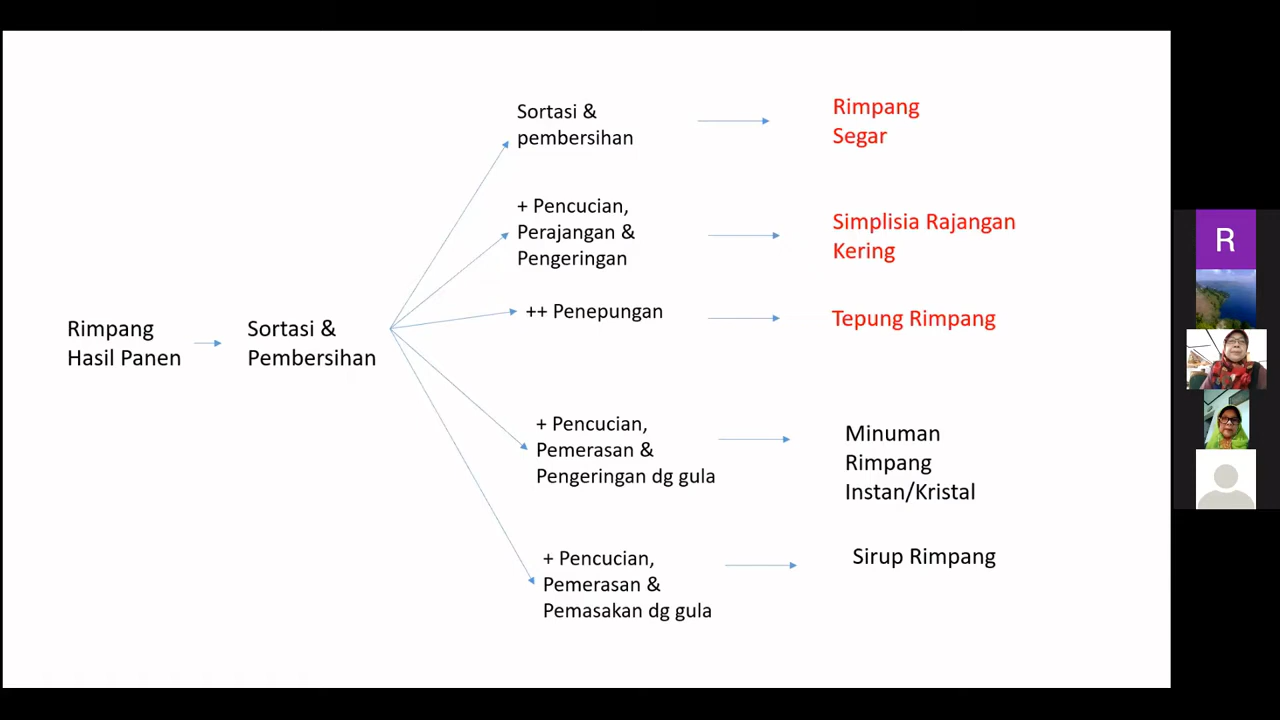 Rimpang
Hasil Panen
Sortasi &
Pembersihan
Sortasi &
pembersihan
Rimpang
Segar
+ Pencucian,
Perajangan &
Pengeringan
Simplisia Rajangan
Kering
++ Penepungan
Tepung Rimpang
+ Pencucian,
Pemerasan &
Pengeringan dg gula
Minuman
Rimpang
Instan/Kristal
+ Pencucian,
Pemerasan &
Pemasakan dg gula
Sirup Rimpang
R